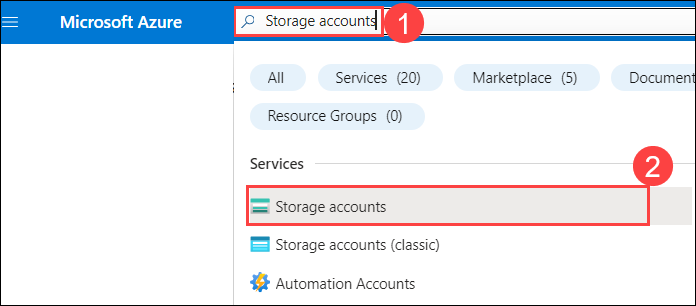 Microsoft Azure
Storage accounts
1
All
Services (20)
Marketplace (5)
Document
Resource Groups (0)
Services
2
Storage accounts
Storage accounts (classic)
Automation Accounts